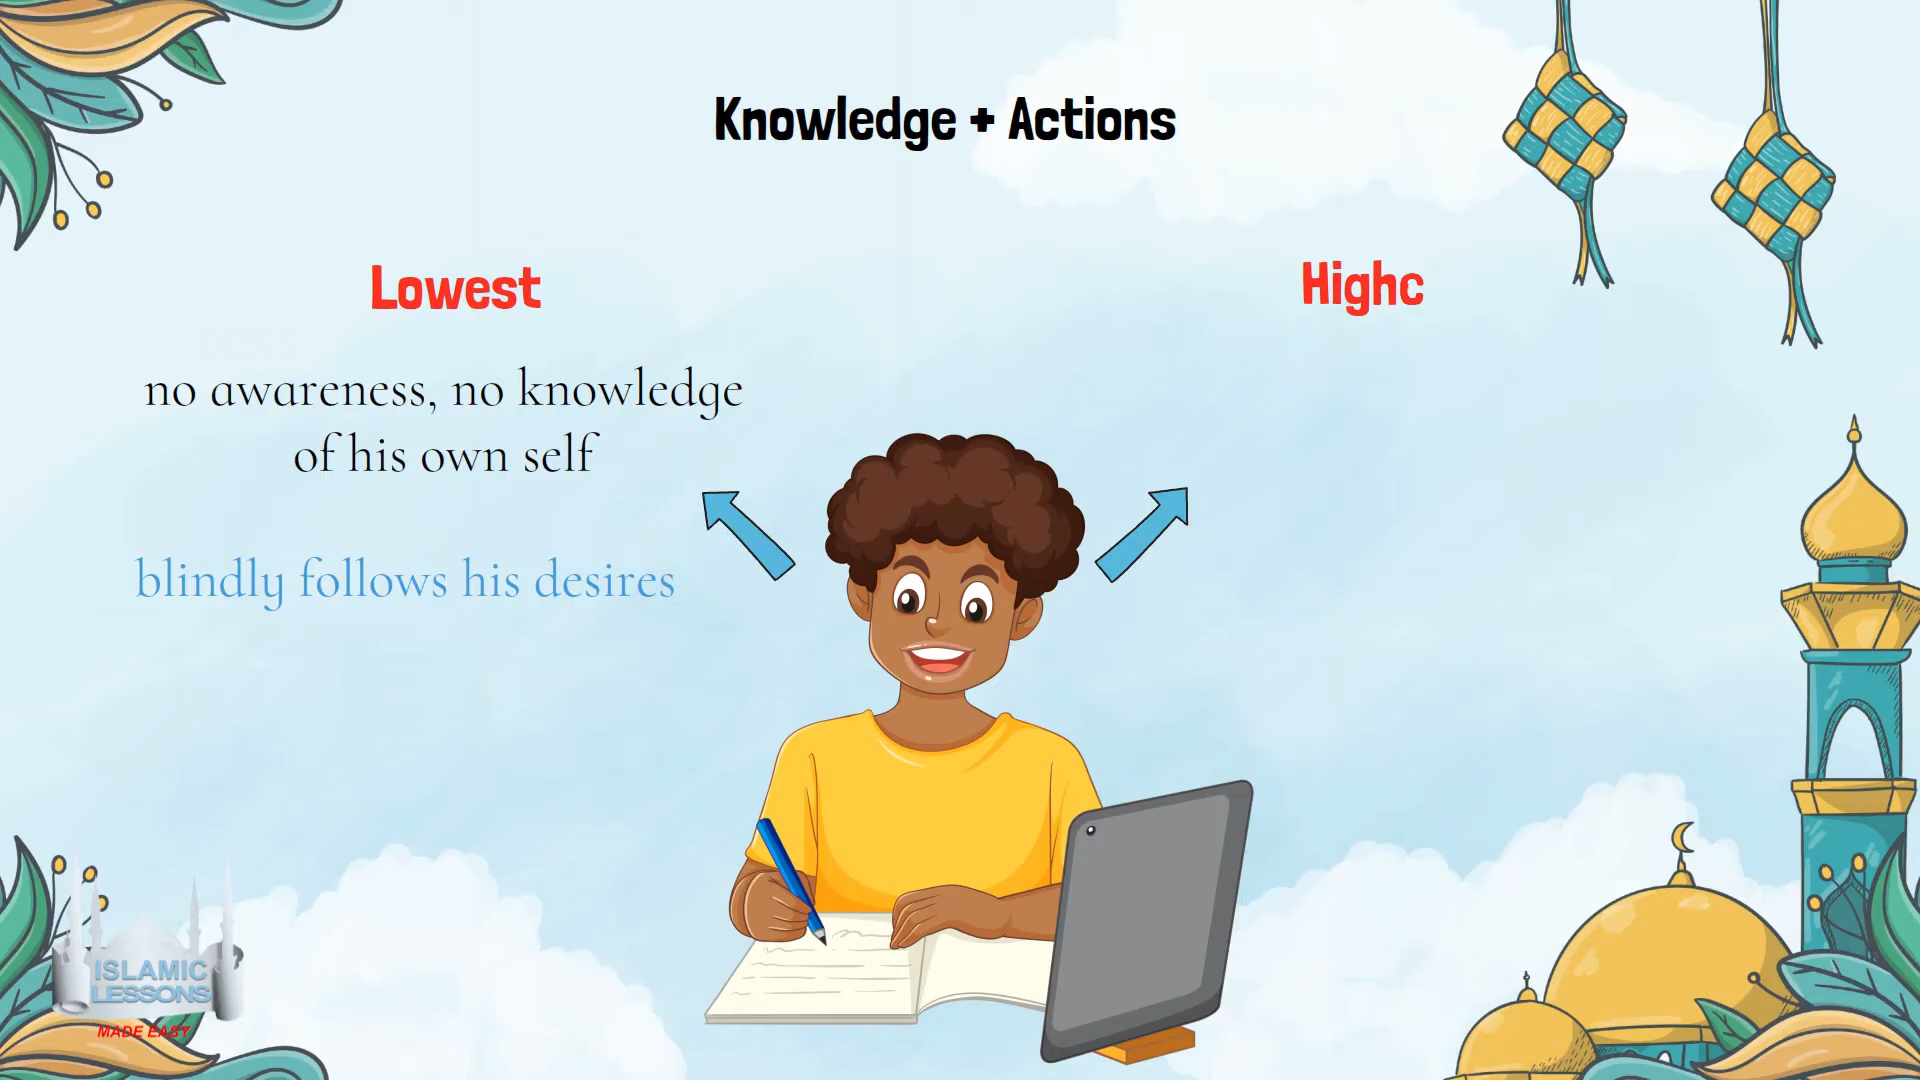 Knowledge + Actions
Lowest
no awareness, no knowledge
of his own self
blindly follows his desires
Highc
ISLAMIC
LESSONS
MADE EASY